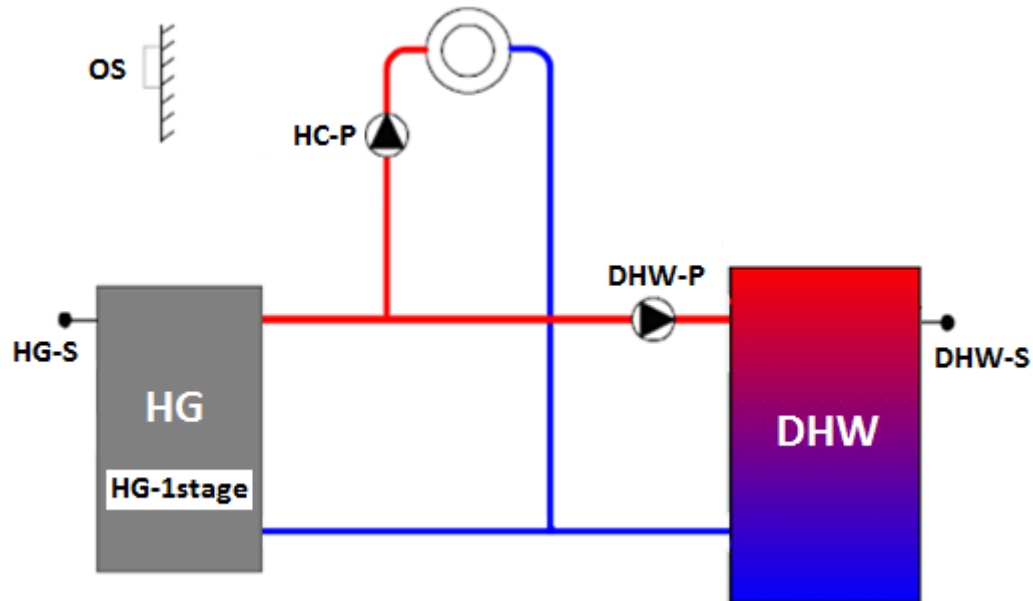 OS
HC-P
DHW-P
HG-S
DHW-S
HG
DHW
HG-1stage